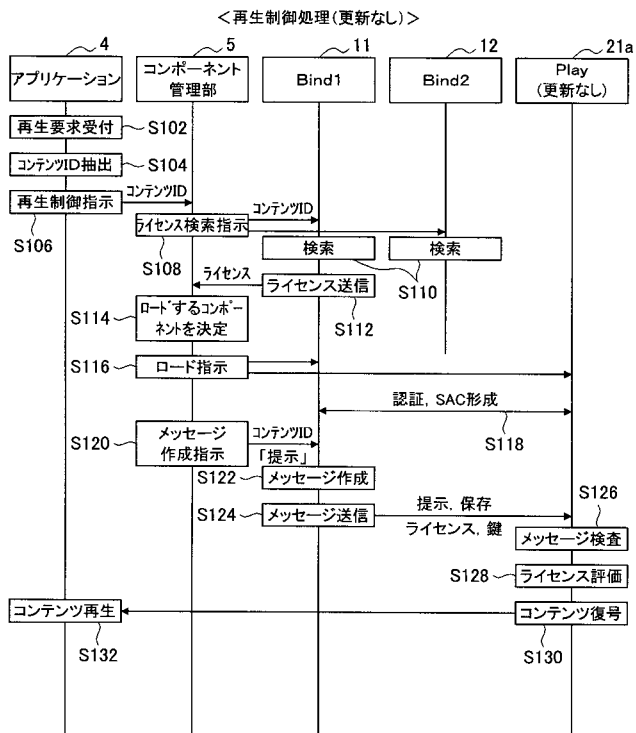 ＜再生制御処理(更新なし)＞
4
5
11
12
21a
アプリケーション
コンポーネント
管理部
Bind1
Bind2
Play
(更新なし)
再生要求受付
S102
コンテンツID抽出
S104
再生制御指示
コンテンツID
S106
ライセンス検索指示
コンテンツID
S108
検索
検索
S110
ライセンス
ライセンス送信
S112
S114
ロードするコンポー
ネントを決定
S116
ロード指示
認証, SAC形成
S118
S120
メッセージ
作成指示
コンテンツID
「提示」
S122
メッセージ作成
S124
メッセージ送信
提示, 保存
ライセンス, 鍵
S126
メッセージ検査
S128
ライセンス評価
コンテンツ再生
コンテンツ復号
S132
S130